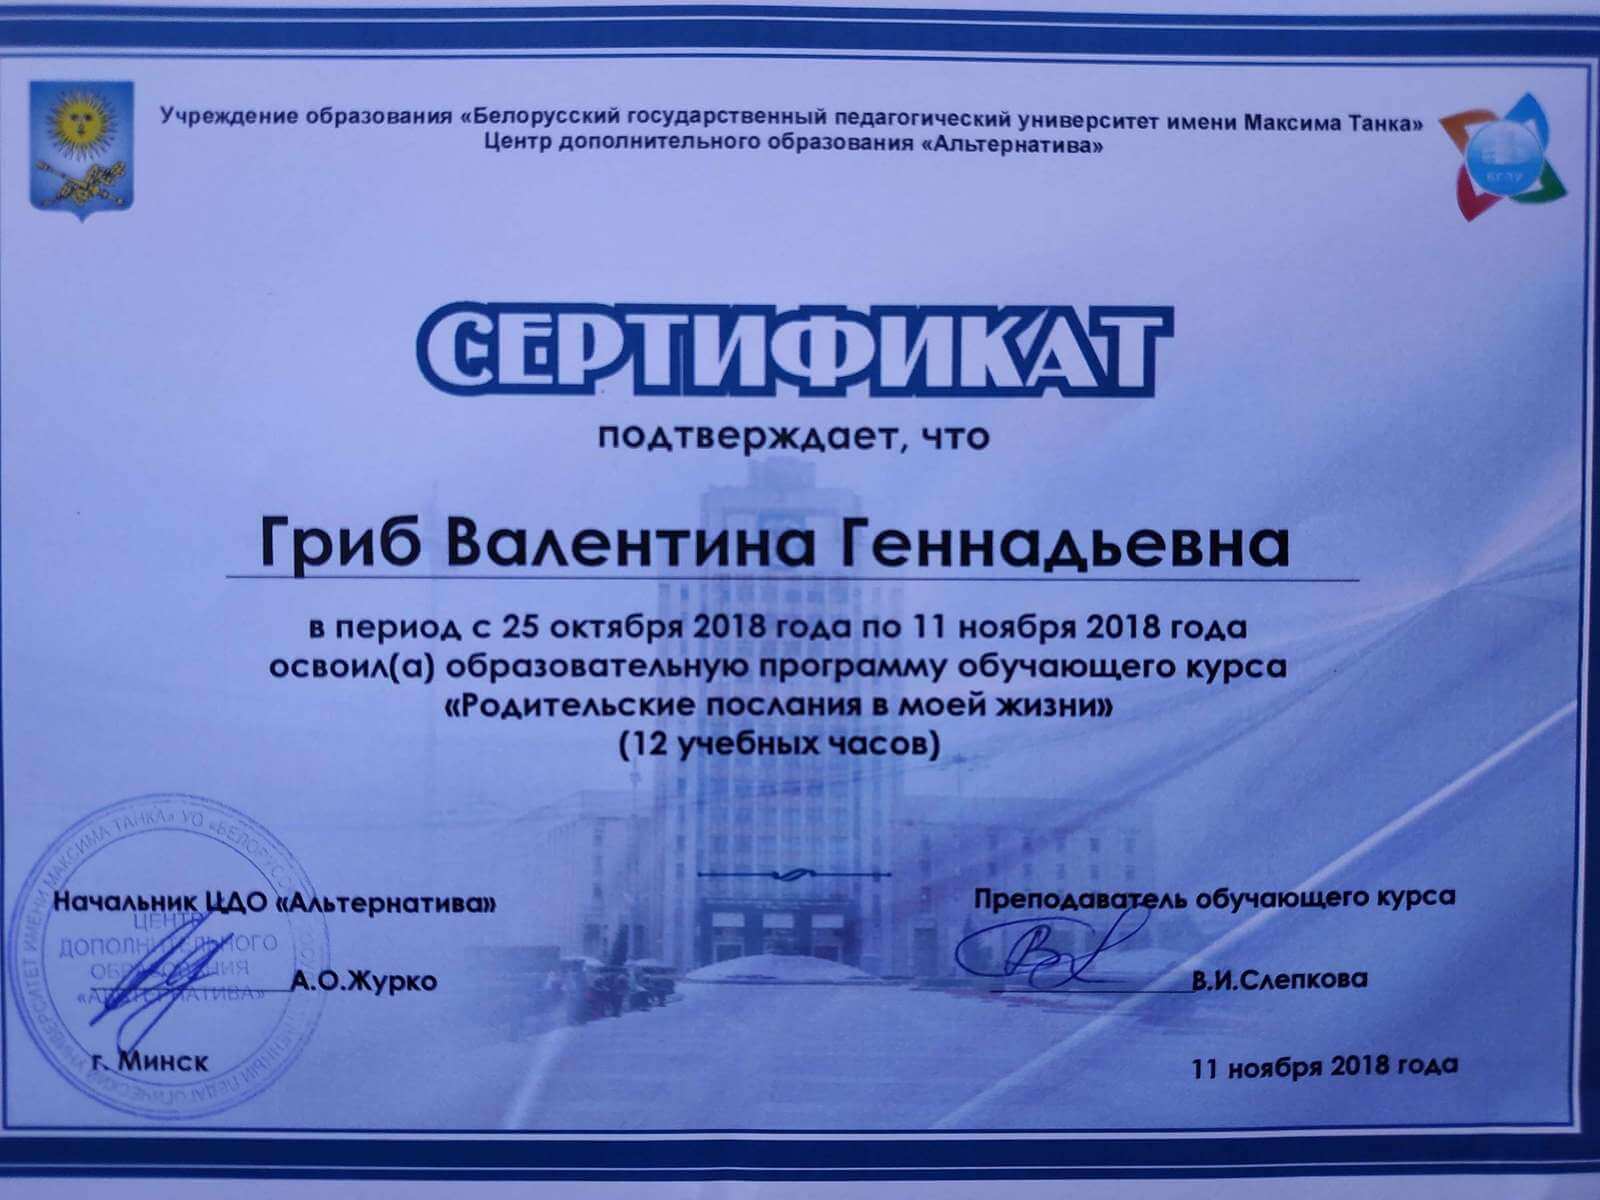 Учреждение образования «Белорусский государственный педагогический университет имени Максима Танка»
Центр дополнительного образования «Альтернатива»
БГПУ
СЕРТИФИКАТ
подтверждает, что
Гриб Валентина Геннадьевна
в период с 25 октября 2018 года по 11 ноября 2018 года
освоил(а) образовательную программу обучающего курса
«Родительские послания в моей жизни»
(12 учебных часов)
Начальник ЦДО «Альтернатива»
Преподаватель обучающего курса
ЦЕНТР
ДОПОЛНИТЕЛЬНОГО
ОБРАЗОВАНИЯ
«АЛЬТЕРНАТИВА»
ИМЕНИ МАКСИМА ТАНКА» УО «БЕЛОРУССКИЙ
ПЕДАГОГИЧЕСКИЙ УНИВЕРСИТЕТ
А.О.Журко
В.И.Слепкова
г. Минск
11 ноября 2018 года